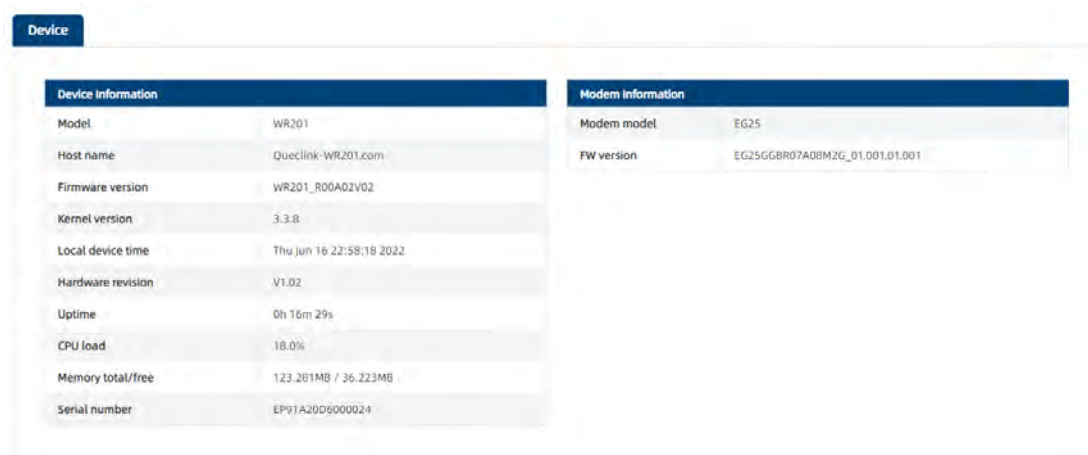 Device
Device Information
Model WR201
Host name Queclink-WR201.com
Firmware version WR201_R00A02V02
Kernel version 3.3.8
Local device time Thu Jun 16 22:58:18 2022
Hardware revision V1.02
Uptime 0h 16m 29s
CPU load 18.0%
Memory total/free 123.281MB / 36.223MB
Serial number EP91A20D6000024
Modem Information
Modem model EG25
FW version EG25GGBR07A08M2G_01.001.01.001